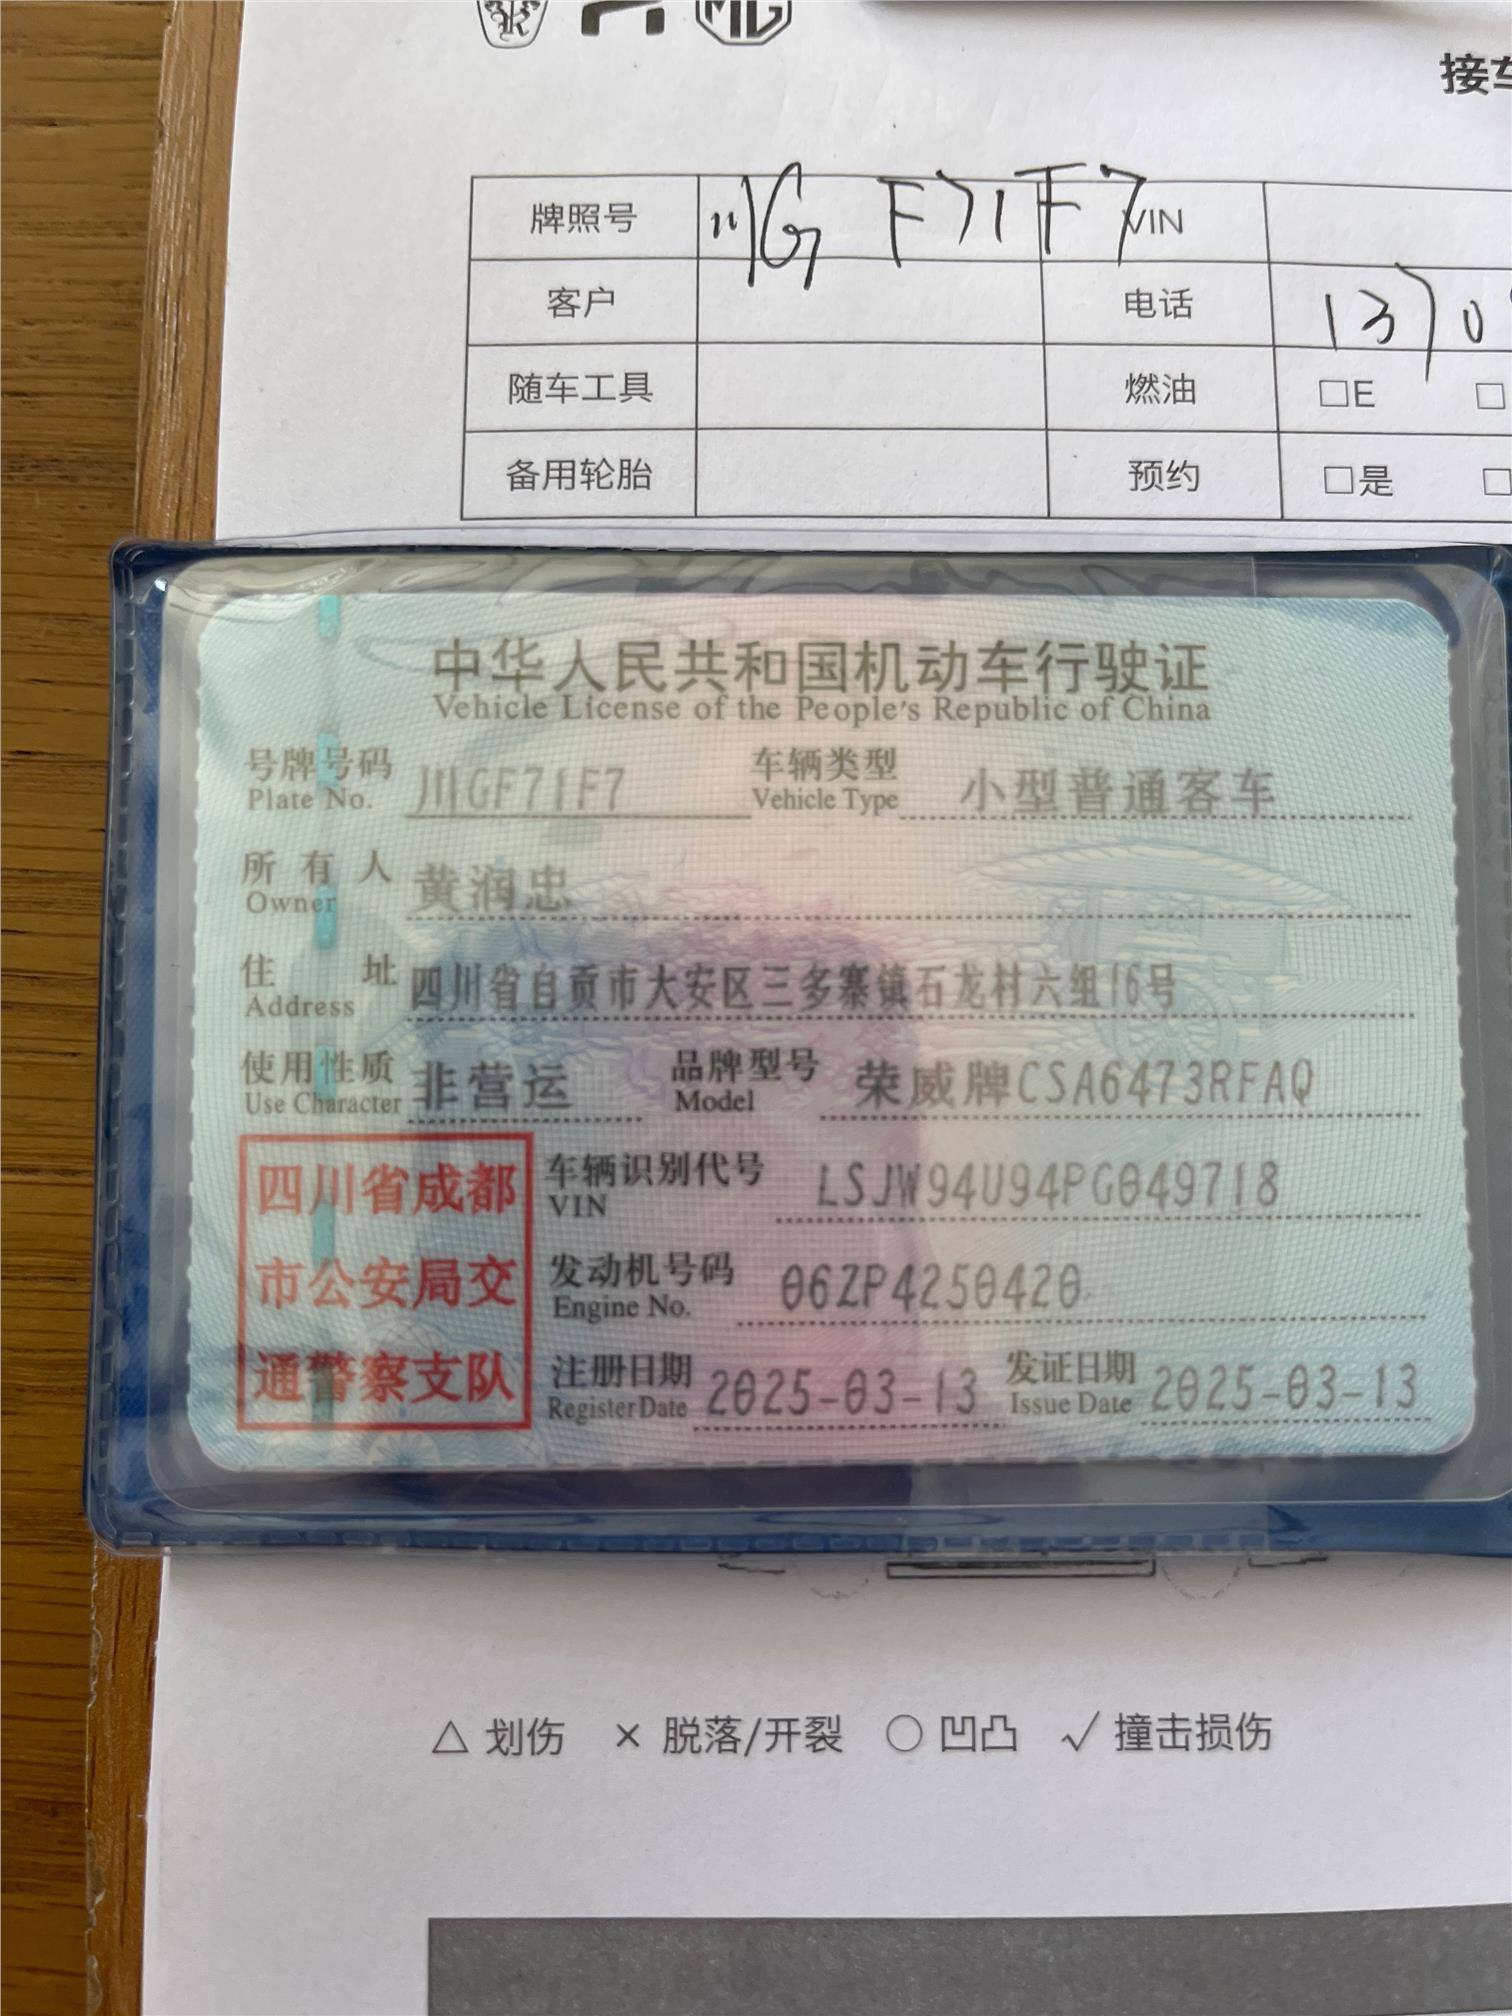 MG
接车
牌照号 川G F71F7 VIN
客户 电话 1370
随车工具 燃油 □E □
备用轮胎 预约 □是 □
中华人民共和国机动车行驶证
Vehicle License of the People's Republic of China
号牌号码 川GF71F7 车辆类型 小型普通客车
Plate No. Vehicle Type
所有人 黄润忠
Owner
住址 四川省自贡市大安区三多寨镇石龙村六组16号
Address
使用性质 非营运 品牌型号 荣威牌CSA6473RFAQ
Use Character Model
四川省成都
市公安局交
通警察支队
车辆识别代号 LSJW94U94PG049718
VIN
发动机号码 06ZP4250420
Engine No.
注册日期 2025-03-13 发证日期 2025-03-13
Register Date Issue Date
△ 划伤 × 脱落/开裂 ○ 凹凸 √ 撞击损伤